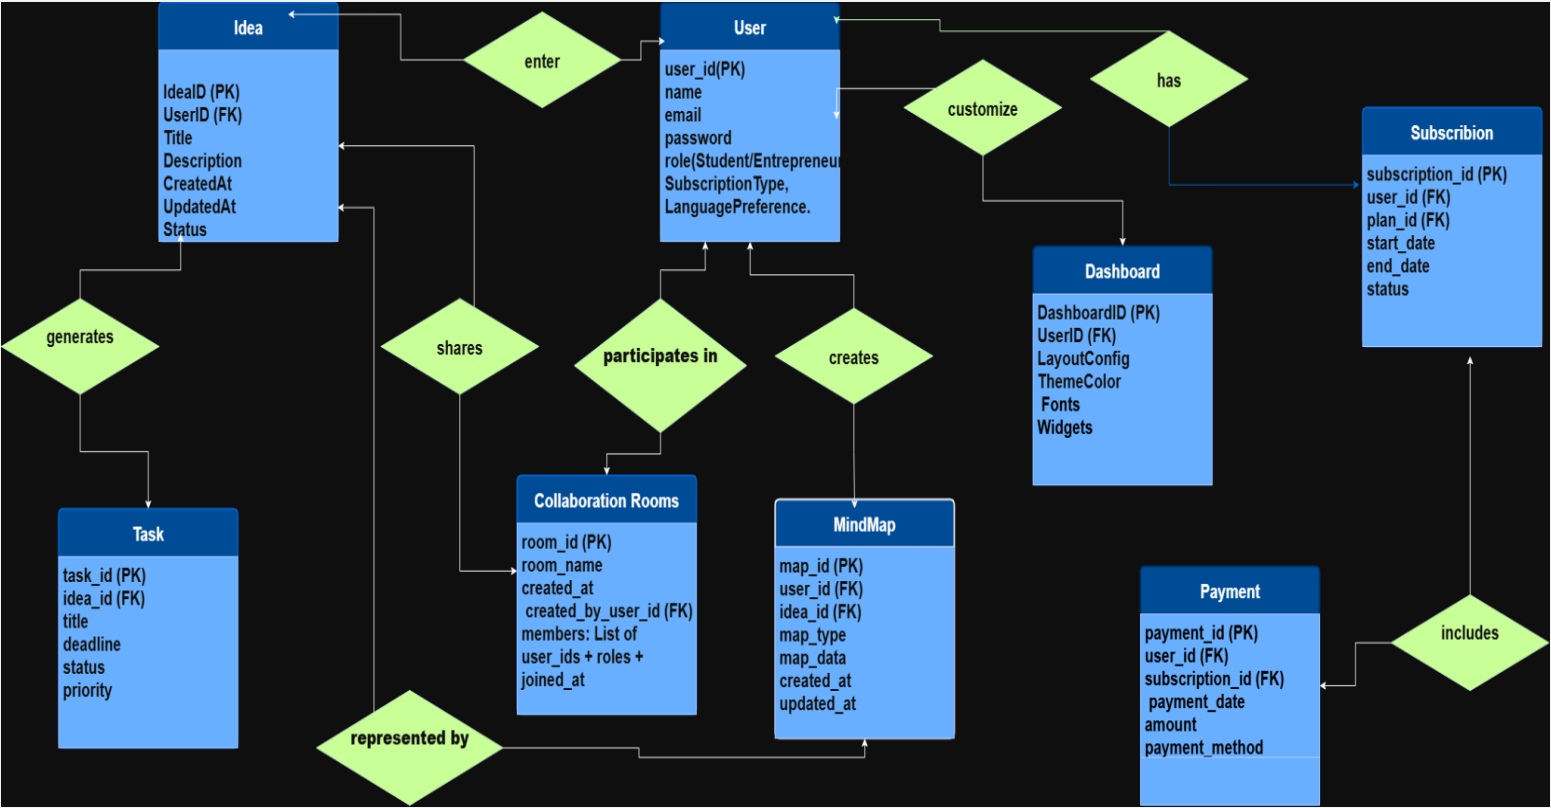 Idea
IdeaID (PK)
UserID (FK)
Title
Description
CreatedAt
UpdatedAt
Status
enter
User
user_id(PK)
name
email
password
role(Student/Entrepreneur
SubscriptionType,
LanguagePreference.
customize
has
Subscribion
subscription_id (PK)
user_id (FK)
plan_id (FK)
start_date
end_date
status
Dashboard
DashboardID (PK)
UserID (FK)
LayoutConfig
ThemeColor
Fonts
Widgets
generates
shares
participates in
creates
Task
task_id (PK)
idea_id (FK)
title
deadline
status
priority
Collaboration Rooms
room_id (PK)
room_name
created_at
created_by_user_id (FK)
members: List of
user_ids + roles +
joined_at
MindMap
map_id (PK)
user_id (FK)
idea_id (FK)
map_type
map_data
created_at
updated_at
Payment
payment_id (PK)
user_id (FK)
subscription_id (FK)
payment_date
amount
payment_method
includes
represented by